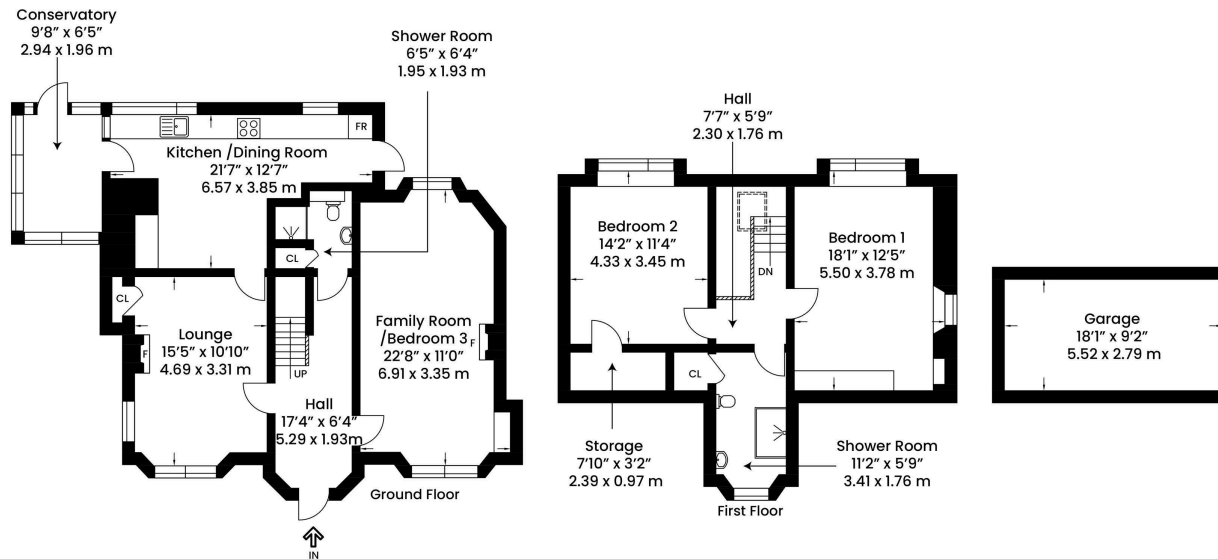 Conservatory
9'8" x 6'5"
2.94 x 1.96 m
Shower Room
6'5" x 6'4"
1.95 x 1.93 m
Kitchen /Dining Room
21'7" x 12'7"
6.57 x 3.85 m
FR
CL
CL
Lounge
15'5" x 10'10"
4.69 x 3.31 m
F
UP
Family Room
/Bedroom 3
22'8" x 11'0"
6.91 x 3.35 m
F
Hall
17'4" x 6'4"
5.29 x 1.93m
Ground Floor
IN
Hall
7'7" x 5'9"
2.30 x 1.76 m
Bedroom 2
14'2" x 11'4"
4.33 x 3.45 m
DN
Bedroom 1
18'1" x 12'5"
5.50 x 3.78 m
CL
Storage
7'10" x 3'2"
2.39 x 0.97 m
Shower Room
11'2" x 5'9"
3.41 x 1.76 m
First Floor
Garage
18'1" x 9'2"
5.52 x 2.79 m